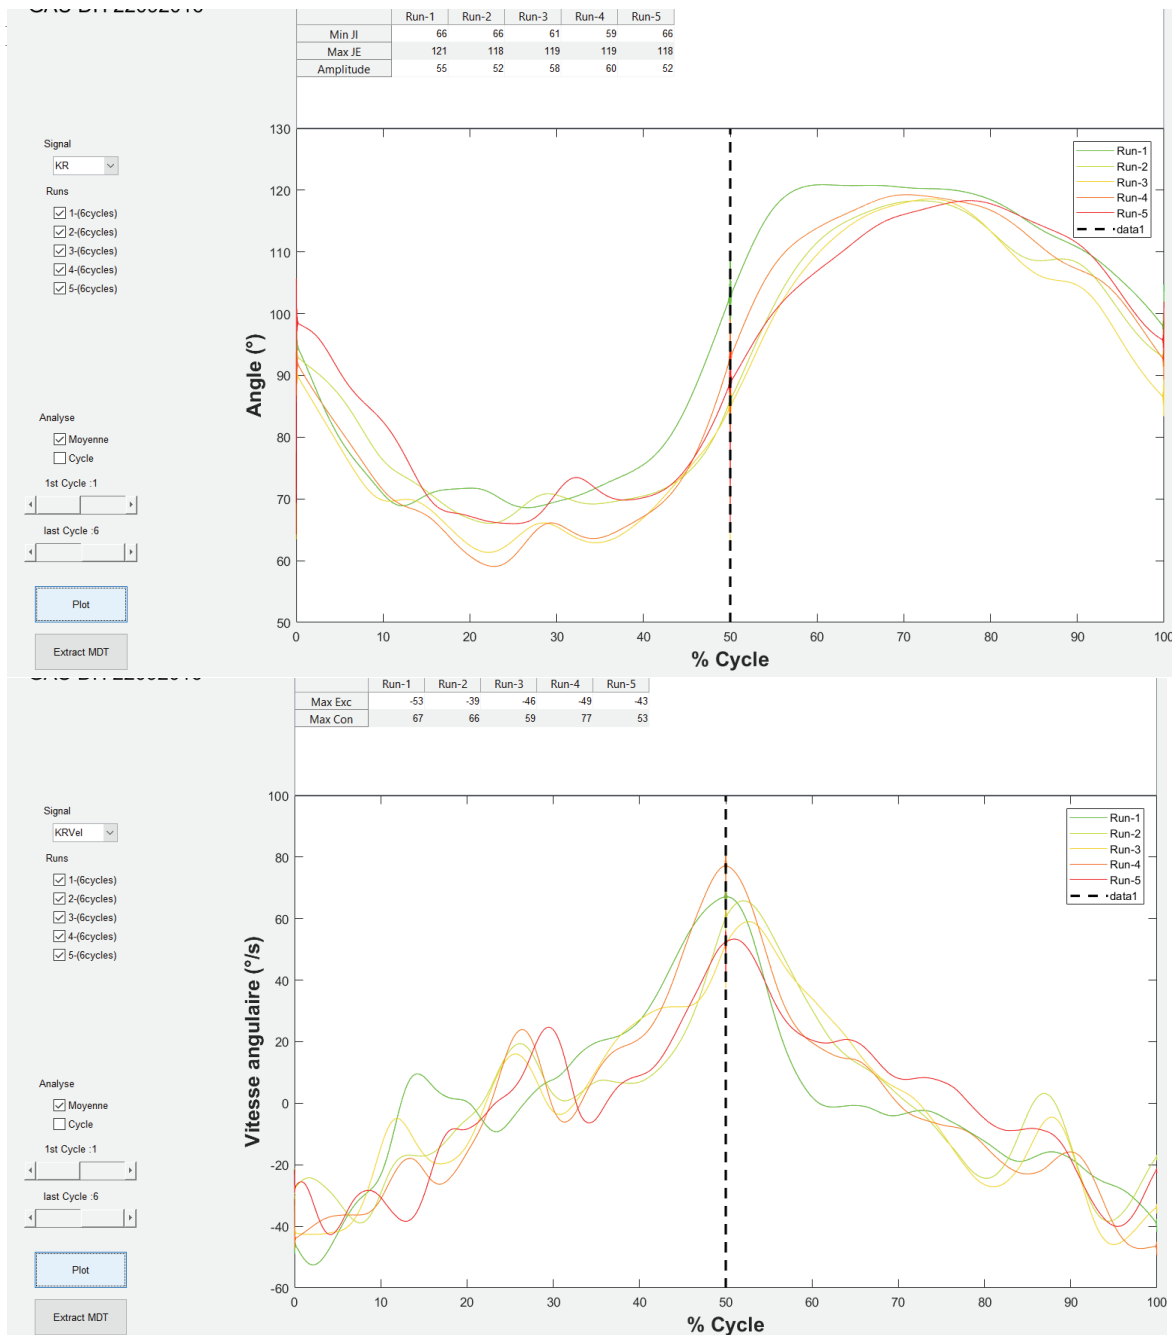 Run-1 Run-2 Run-3 Run-4 Run-5
Min JI 66 66 61 59 66
Max JE 121 118 119 119 118
Amplitude 55 52 58 60 52
Signal
KR
Runs
1-(6cycles)
2-(6cycles)
3-(6cycles)
4-(6cycles)
5-(6cycles)
Analyse
Moyenne
Cycle
1st Cycle :1
last Cycle :6
Plot
Extract MDT
Angle (°)
130
120
110
100
90
80
70
60
50
0 10 20 30 40 50 60 70 80 90 100
% Cycle
Run-1
Run-2
Run-3
Run-4
Run-5
data1
Run-1 Run-2 Run-3 Run-4 Run-5
Max Exc -53 -39 -46 -49 -43
Max Con 67 66 59 77 53
Signal
KRVel
Runs
1-(6cycles)
2-(6cycles)
3-(6cycles)
4-(6cycles)
5-(6cycles)
Analyse
Moyenne
Cycle
1st Cycle :1
last Cycle :6
Plot
Extract MDT
Vitesse angulaire (°/s)
100
80
60
40
20
0
-20
-40
-60
0 10 20 30 40 50 60 70 80 90 100
% Cycle
Run-1
Run-2
Run-3
Run-4
Run-5
data1